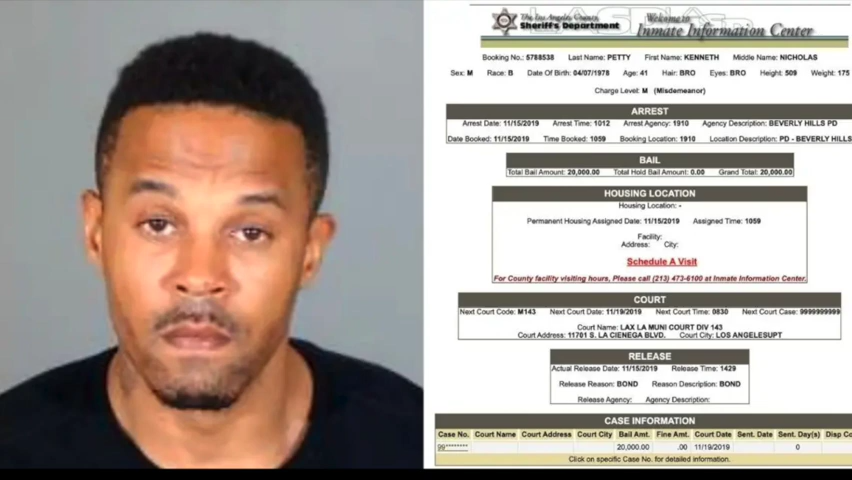 The Los Angeles County
Sheriff's Department
Welcome to
Inmate Information Center
Booking No.: 5788538 Last Name: PETTY First Name: KENNETH Middle Name: NICHOLAS
Sex: M Race: B Date Of Birth: 04/07/1978 Age: 41 Hair: BRO Eyes: BRO Height: 509 Weight: 175
Charge Level: M (Misdemeanor)
ARREST
Arrest Date: 11/15/2019 Arrest Time: 1012 Arrest Agency: 1910 Agency Description: BEVERLY HILLS PD
Date Booked: 11/15/2019 Time Booked: 1059 Booking Location: 1910 Location Description: PD - BEVERLY HILLS
BAIL
Total Bail Amount: 20,000.00 Total Hold Bail Amount: 0.00 Grand Total: 20,000.00
HOUSING LOCATION
Housing Location: -
Permanent Housing Assigned Date: 11/15/2019 Assigned Time: 1059
Facility:
Address: City:
Schedule A Visit
For County facility visiting hours, Please call (213) 473-6100 at Inmate Information Center.
COURT
Next Court Code: M143 Next Court Date: 11/19/2019 Next Court Time: 0830 Next Court Case: 9999999999
Court Name: LAX LA MUNI COURT DIV 143
Court Address: 11701 S. LA CIENEGA BLVD. Court City: LOS ANGELESUPT
RELEASE
Actual Release Date: 11/15/2019 Release Time: 1429
Release Reason: BOND Reason Description: BOND
Release Agency: Agency Description:
CASE INFORMATION
Case No. Court Name Court Address Court City Bail Amt. Fine Amt. Court Date Sent. Date Sent. Day(s) Disp Co
20,000.00 .00 11/19/2019 0
Click on specific Case No. for detailed information.